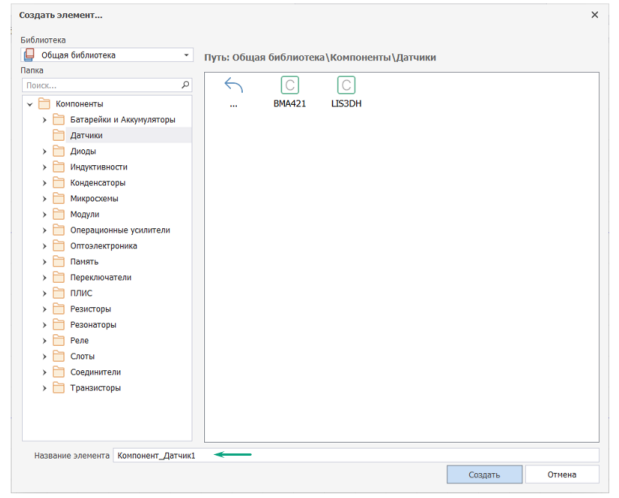 Создать элемент...
Библиотека
Общая библиотека
Папка
Поиск...
Компоненты
Батарейки и Аккумуляторы
Датчики
Диоды
Индуктивности
Конденсаторы
Микросхемы
Модули
Операционные усилители
Оптоэлектроника
Память
Переключатели
ПЛИС
Резисторы
Резонаторы
Реле
Слоты
Соединители
Транзисторы
Путь: Общая библиотека\Компоненты\Датчики
C C
... BMA421 LIS3DH
Название элемента Компонент_Датчик1
Создать Отмена